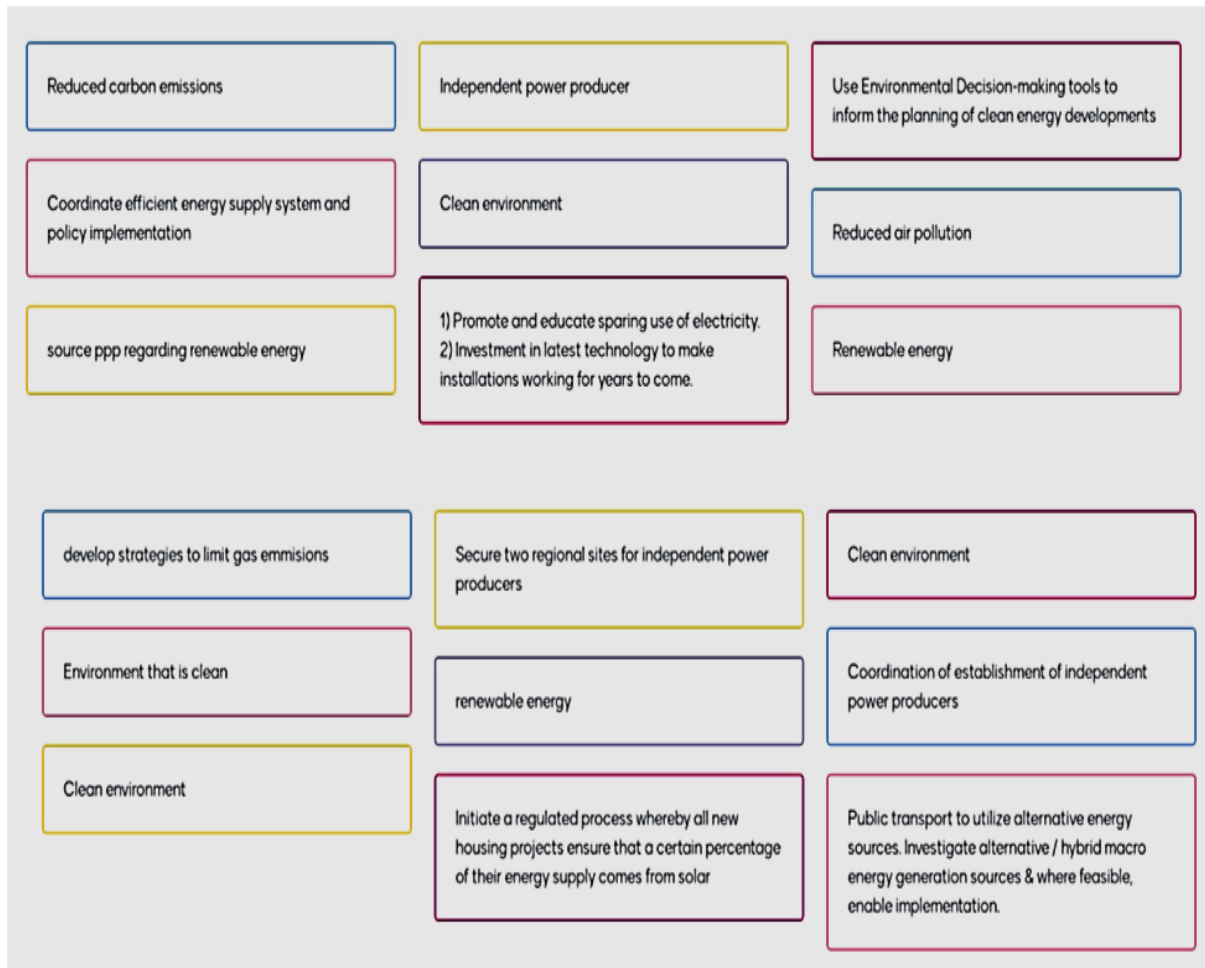 Reduced carbon emissions
Coordinate efficient energy supply system and
policy implementation
source ppp regarding renewable energy
Independent power producer
Clean environment
1) Promote and educate sparing use of electricity.
2) Investment in latest technology to make
installations working for years to come.
Use Environmental Decision-making tools to
inform the planning of clean energy developments
Reduced air pollution
Renewable energy
develop strategies to limit gas emmisions
Environment that is clean
Clean environment
Secure two regional sites for independent power
producers
renewable energy
Initiate a regulated process whereby all new
housing projects ensure that a certain percentage
of their energy supply comes from solar
Clean environment
Coordination of establishment of independent
power producers
Public transport to utilize alternative energy
sources. Investigate alternative / hybrid macro
energy generation sources & where feasible,
enable implementation.